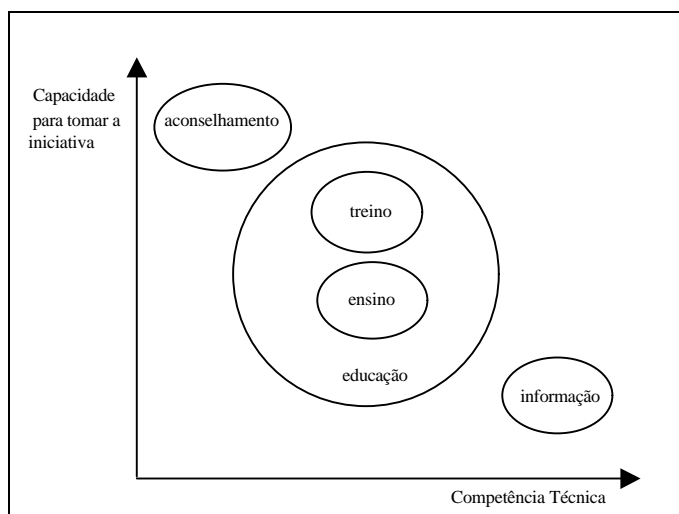 Capacidade
para tomar a
iniciativa
aconselhamento
treino
ensino
educação
informação
Competência Técnica